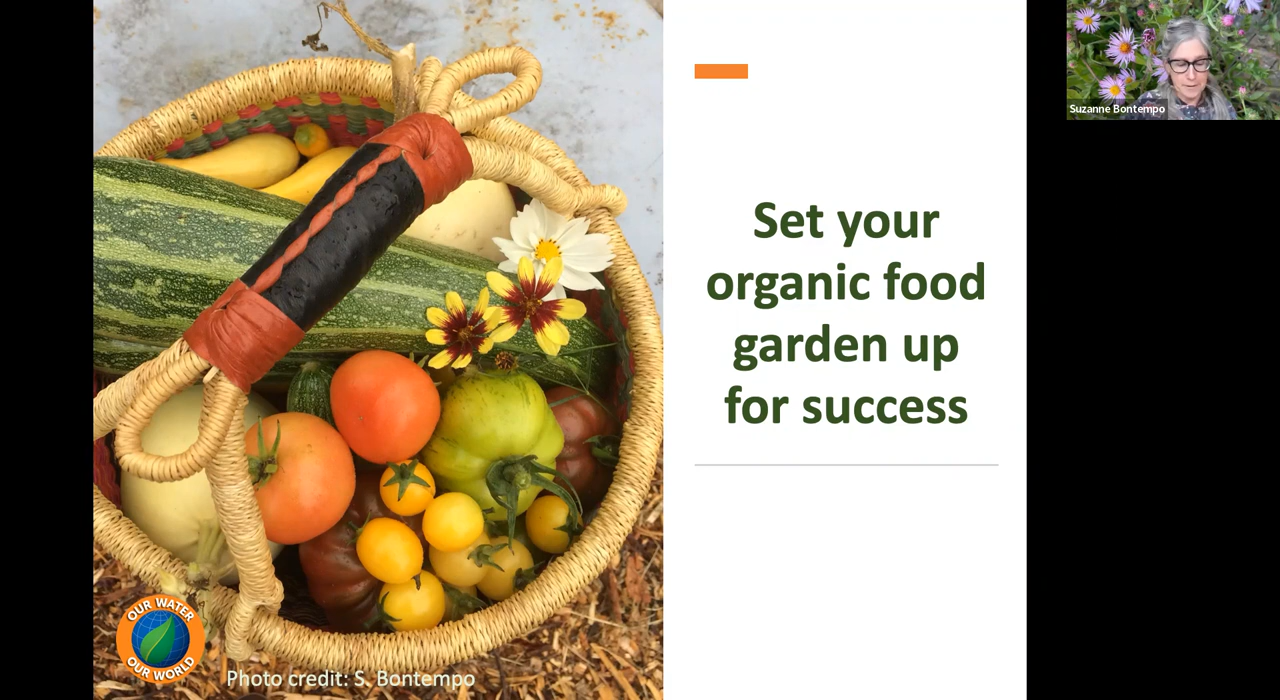 Set your
organic food
garden up
for success
Suzanne Bontempo
OUR WATER
OUR WORLD
Photo credit: S. Bontempo